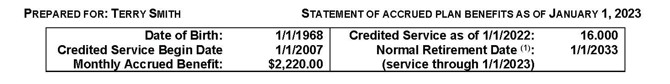 PREPARED FOR: TERRY SMITH STATEMENT OF ACCRUED PLAN BENEFITS AS OF JANUARY 1, 2023
Date of Birth: 1/1/1968 Credited Service as of 1/1/2022: 16.000
Credited Service Begin Date 1/1/2007 Normal Retirement Date (1): 1/1/2033
Monthly Accrued Benefit: $2,220.00 (service through 1/1/2023)